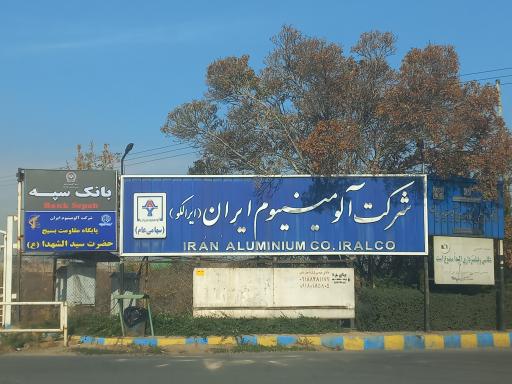 بانک سپه
Bank Sepah
شرکت آلومینیوم ایران
پایگاه مقاومت بسیج
حضرت سید الشهدا (ع)
شرکت آلومینیوم ایران (ایرالکو)
(سهامی عام)
IRAN ALUMINIUM CO. IRALCO